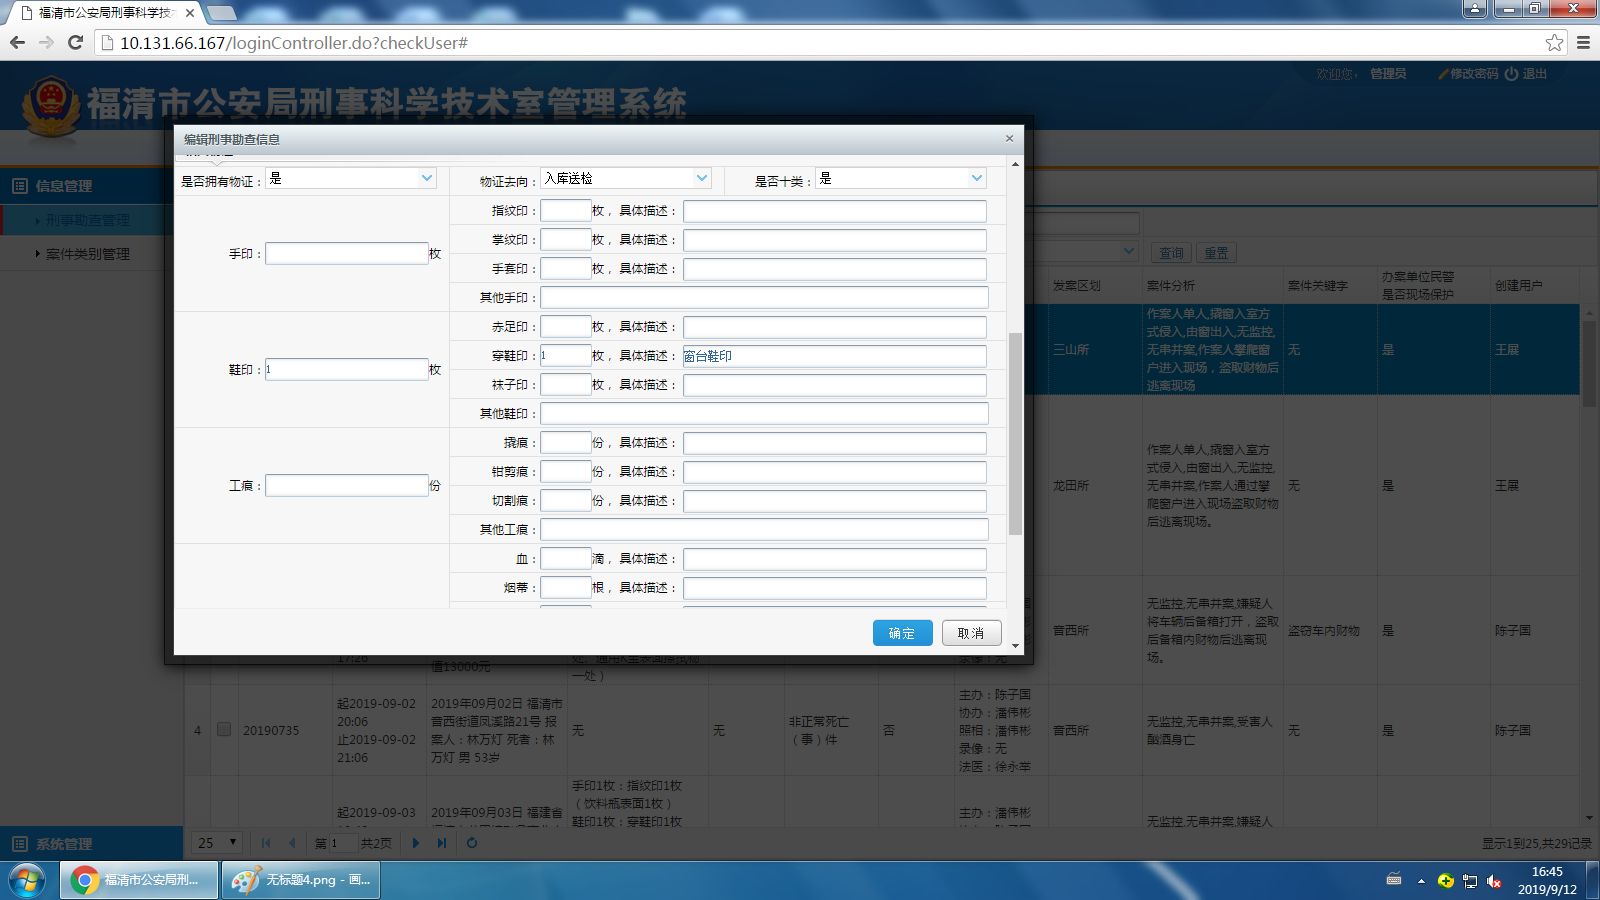 福清市公安局刑事科学技术
10.131.66.167/loginController.do?checkUser#
福清市公安局刑事科学技术室管理系统
欢迎您： 管理员 修改密码 退出
编辑刑事勘查信息
信息管理
刑事勘查管理
案件类别管理
是否拥有物证： 是 物证去向： 入库送检 是否十类： 是
手印： 枚
指纹印： 枚， 具体描述：
掌纹印： 枚， 具体描述：
手套印： 枚， 具体描述：
其他手印：
鞋印： 1 枚
赤足印： 枚， 具体描述：
穿鞋印： 1 枚， 具体描述： 窗台鞋印
袜子印： 枚， 具体描述：
其他鞋印：
工痕： 份
撬痕： 份， 具体描述：
钳剪痕： 份， 具体描述：
切割痕： 份， 具体描述：
其他工痕：
血： 滴， 具体描述：
烟蒂： 根， 具体描述：
确定 取消
查询 重置
发案区划 案件分析 案件关键字 办案单位民警
是否现场保护 创建用户
三山所
作案人单人,撬窗入室方
式侵入,由窗出入,无监控,
无串并案,作案人攀爬窗
户进入现场，盗取财物后
逃离现场
无 是 王展
龙田所
作案人单人,撬窗入室方
式侵入,由窗出入,无监控,
无串并案,作案人通过攀
爬窗户进入现场盗取财物
后逃离现场。
无 是 王展
17:26
值13000元
一处）
音西所
无监控,无串并案,嫌疑人
将车辆后备箱打开，盗取
后备箱内财物后逃离现
场。
盗窃车内财物 是 陈子国
4 20190735
起2019-09-02
20:06
止2019-09-02
21:06
2019年09月02日 福清市
音西街道凤溪路21号 报
案人：林万灯 死者：林
万灯 男 53岁
无 无
非正常死亡
（事）件
否
主办：陈子国
协办：潘伟彬
照相：潘伟彬
录像：无
法医：徐永举
音西所
无监控,无串并案,受害人
酗酒身亡
无 是 陈子国
起2019-09-03
2019年09月03日 福建省
手印1枚：指纹印1枚
（饮料瓶表面1枚）
鞋印1枚：穿鞋印1枚
主办：潘伟彬
无监控,无串并案,嫌疑人
系统管理
25 第 1 共2页 显示1到25,共29记录
福清市公安局刑...
无标题4.png - 画...
16:45
2019/9/12